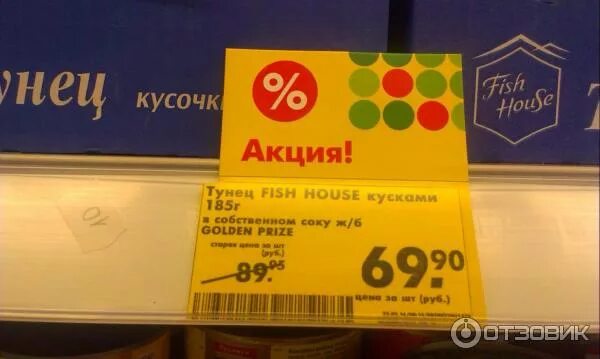 унец
кусочк
Fish
House
%
Акция!
Тунец FISH HOUSE кусками
185г
в собственном соку ж/б
GOLDEN PRIZE
старая цена за шт
(руб.)
89.95
69.90
цена за шт (руб.)
ОТЗОВИК